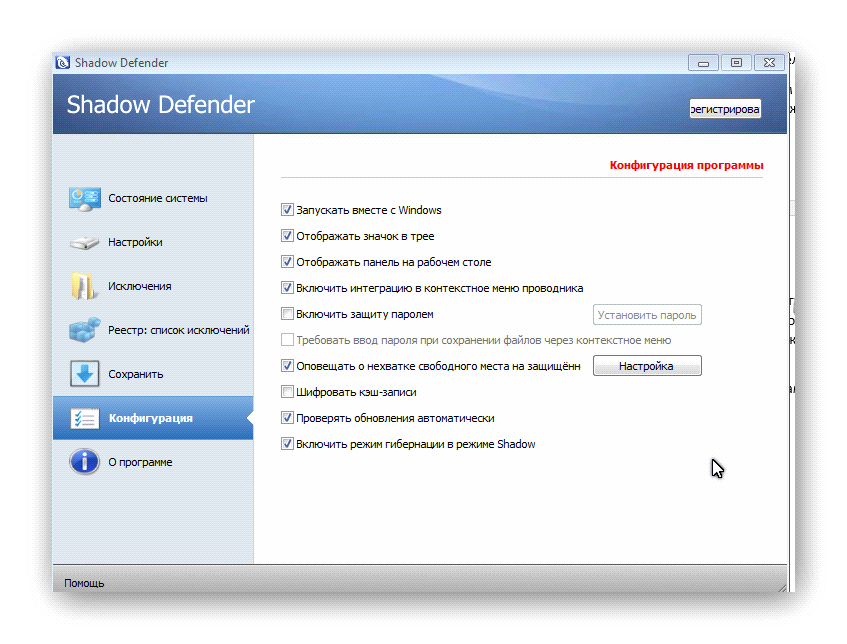 Shadow Defender
Shadow Defender
регистрирова
Конфигурация программы
Состояние системы
Настройки
Исключения
Реестр: список исключений
Сохранить
Конфигурация
О программе
Запускать вместе с Windows
Отображать значок в трее
Отображать панель на рабочем столе
Включить интеграцию в контекстное меню проводника
Включить защиту паролем
Установить пароль
Требовать ввод пароля при сохранении файлов через контекстное меню
Оповещать о нехватке свободного места на защищённ
Настройка
Шифровать кэш-записи
Проверять обновления автоматически
Включить режим гибернации в режиме Shadow
Помощь